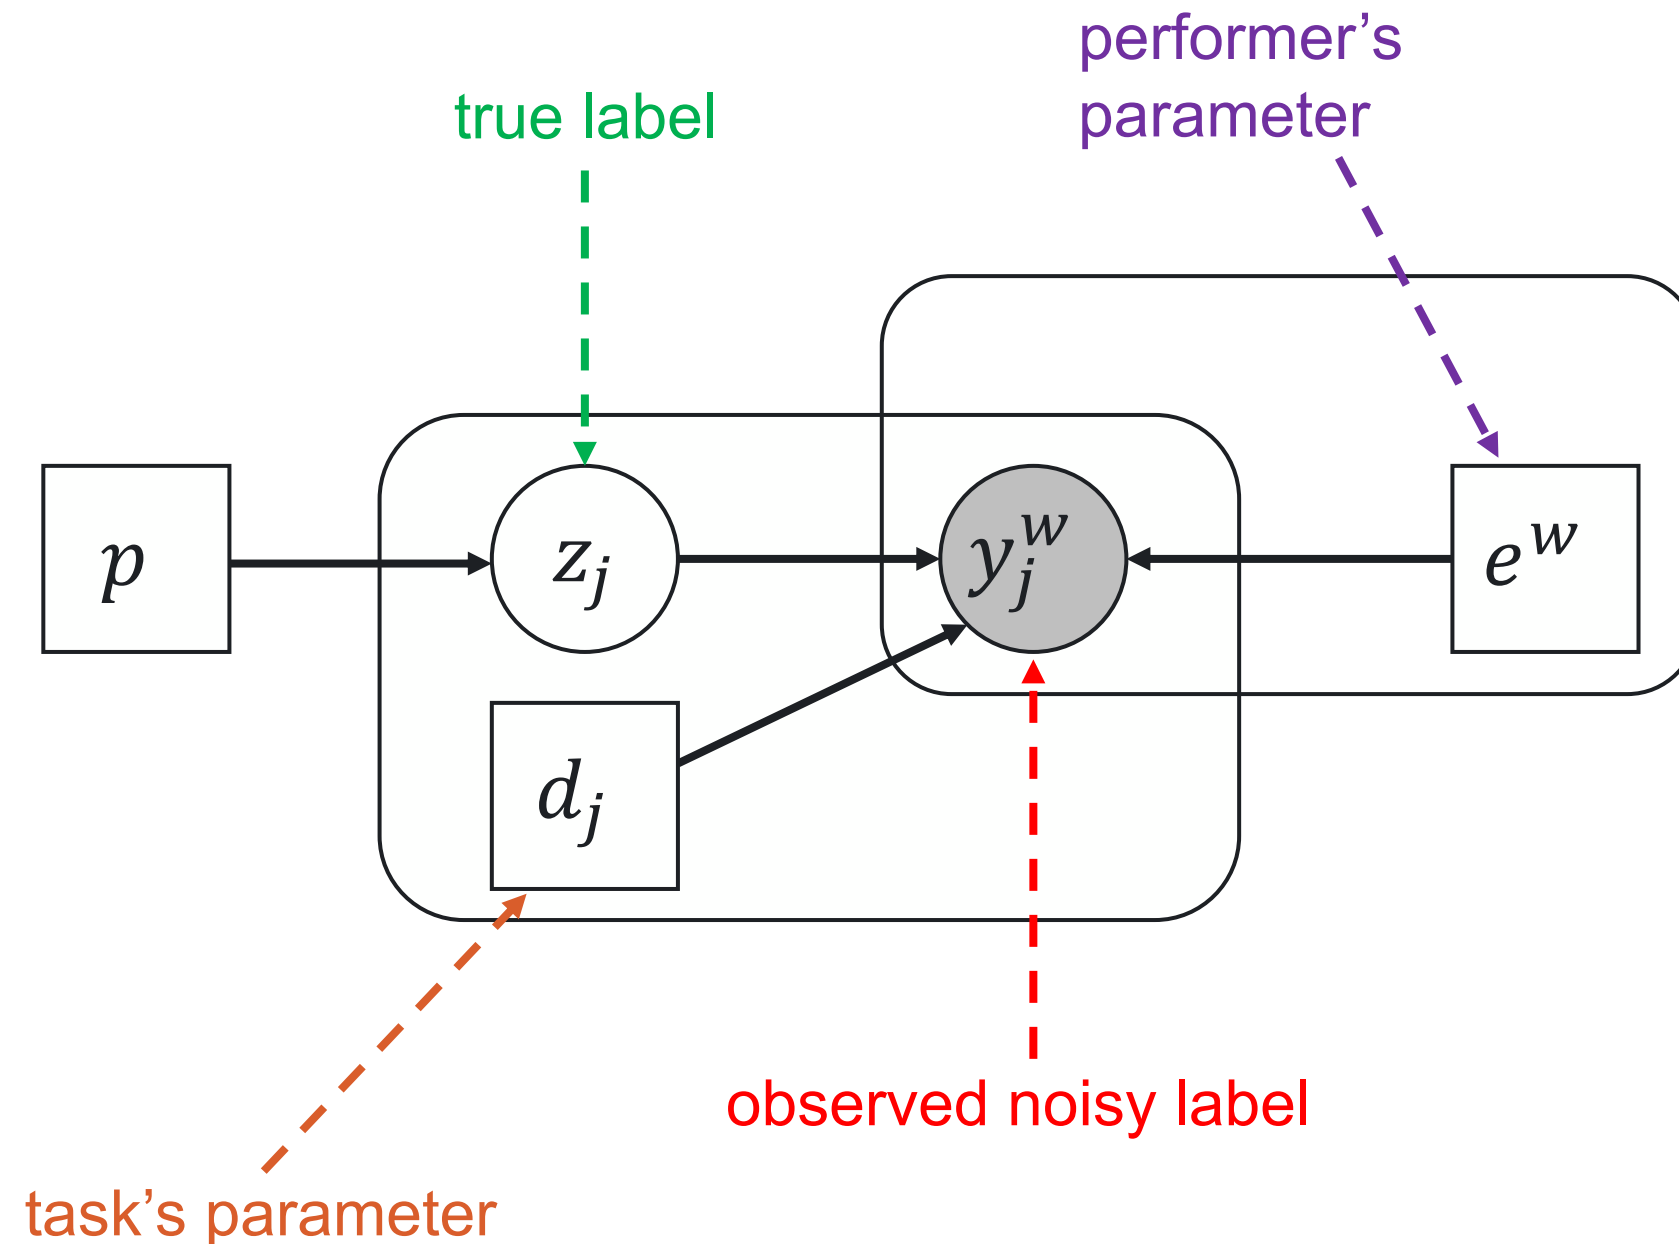 performer’s
parameter
true label
p
z_j
y_j^w
e^w
d_j
observed noisy label
task’s parameter